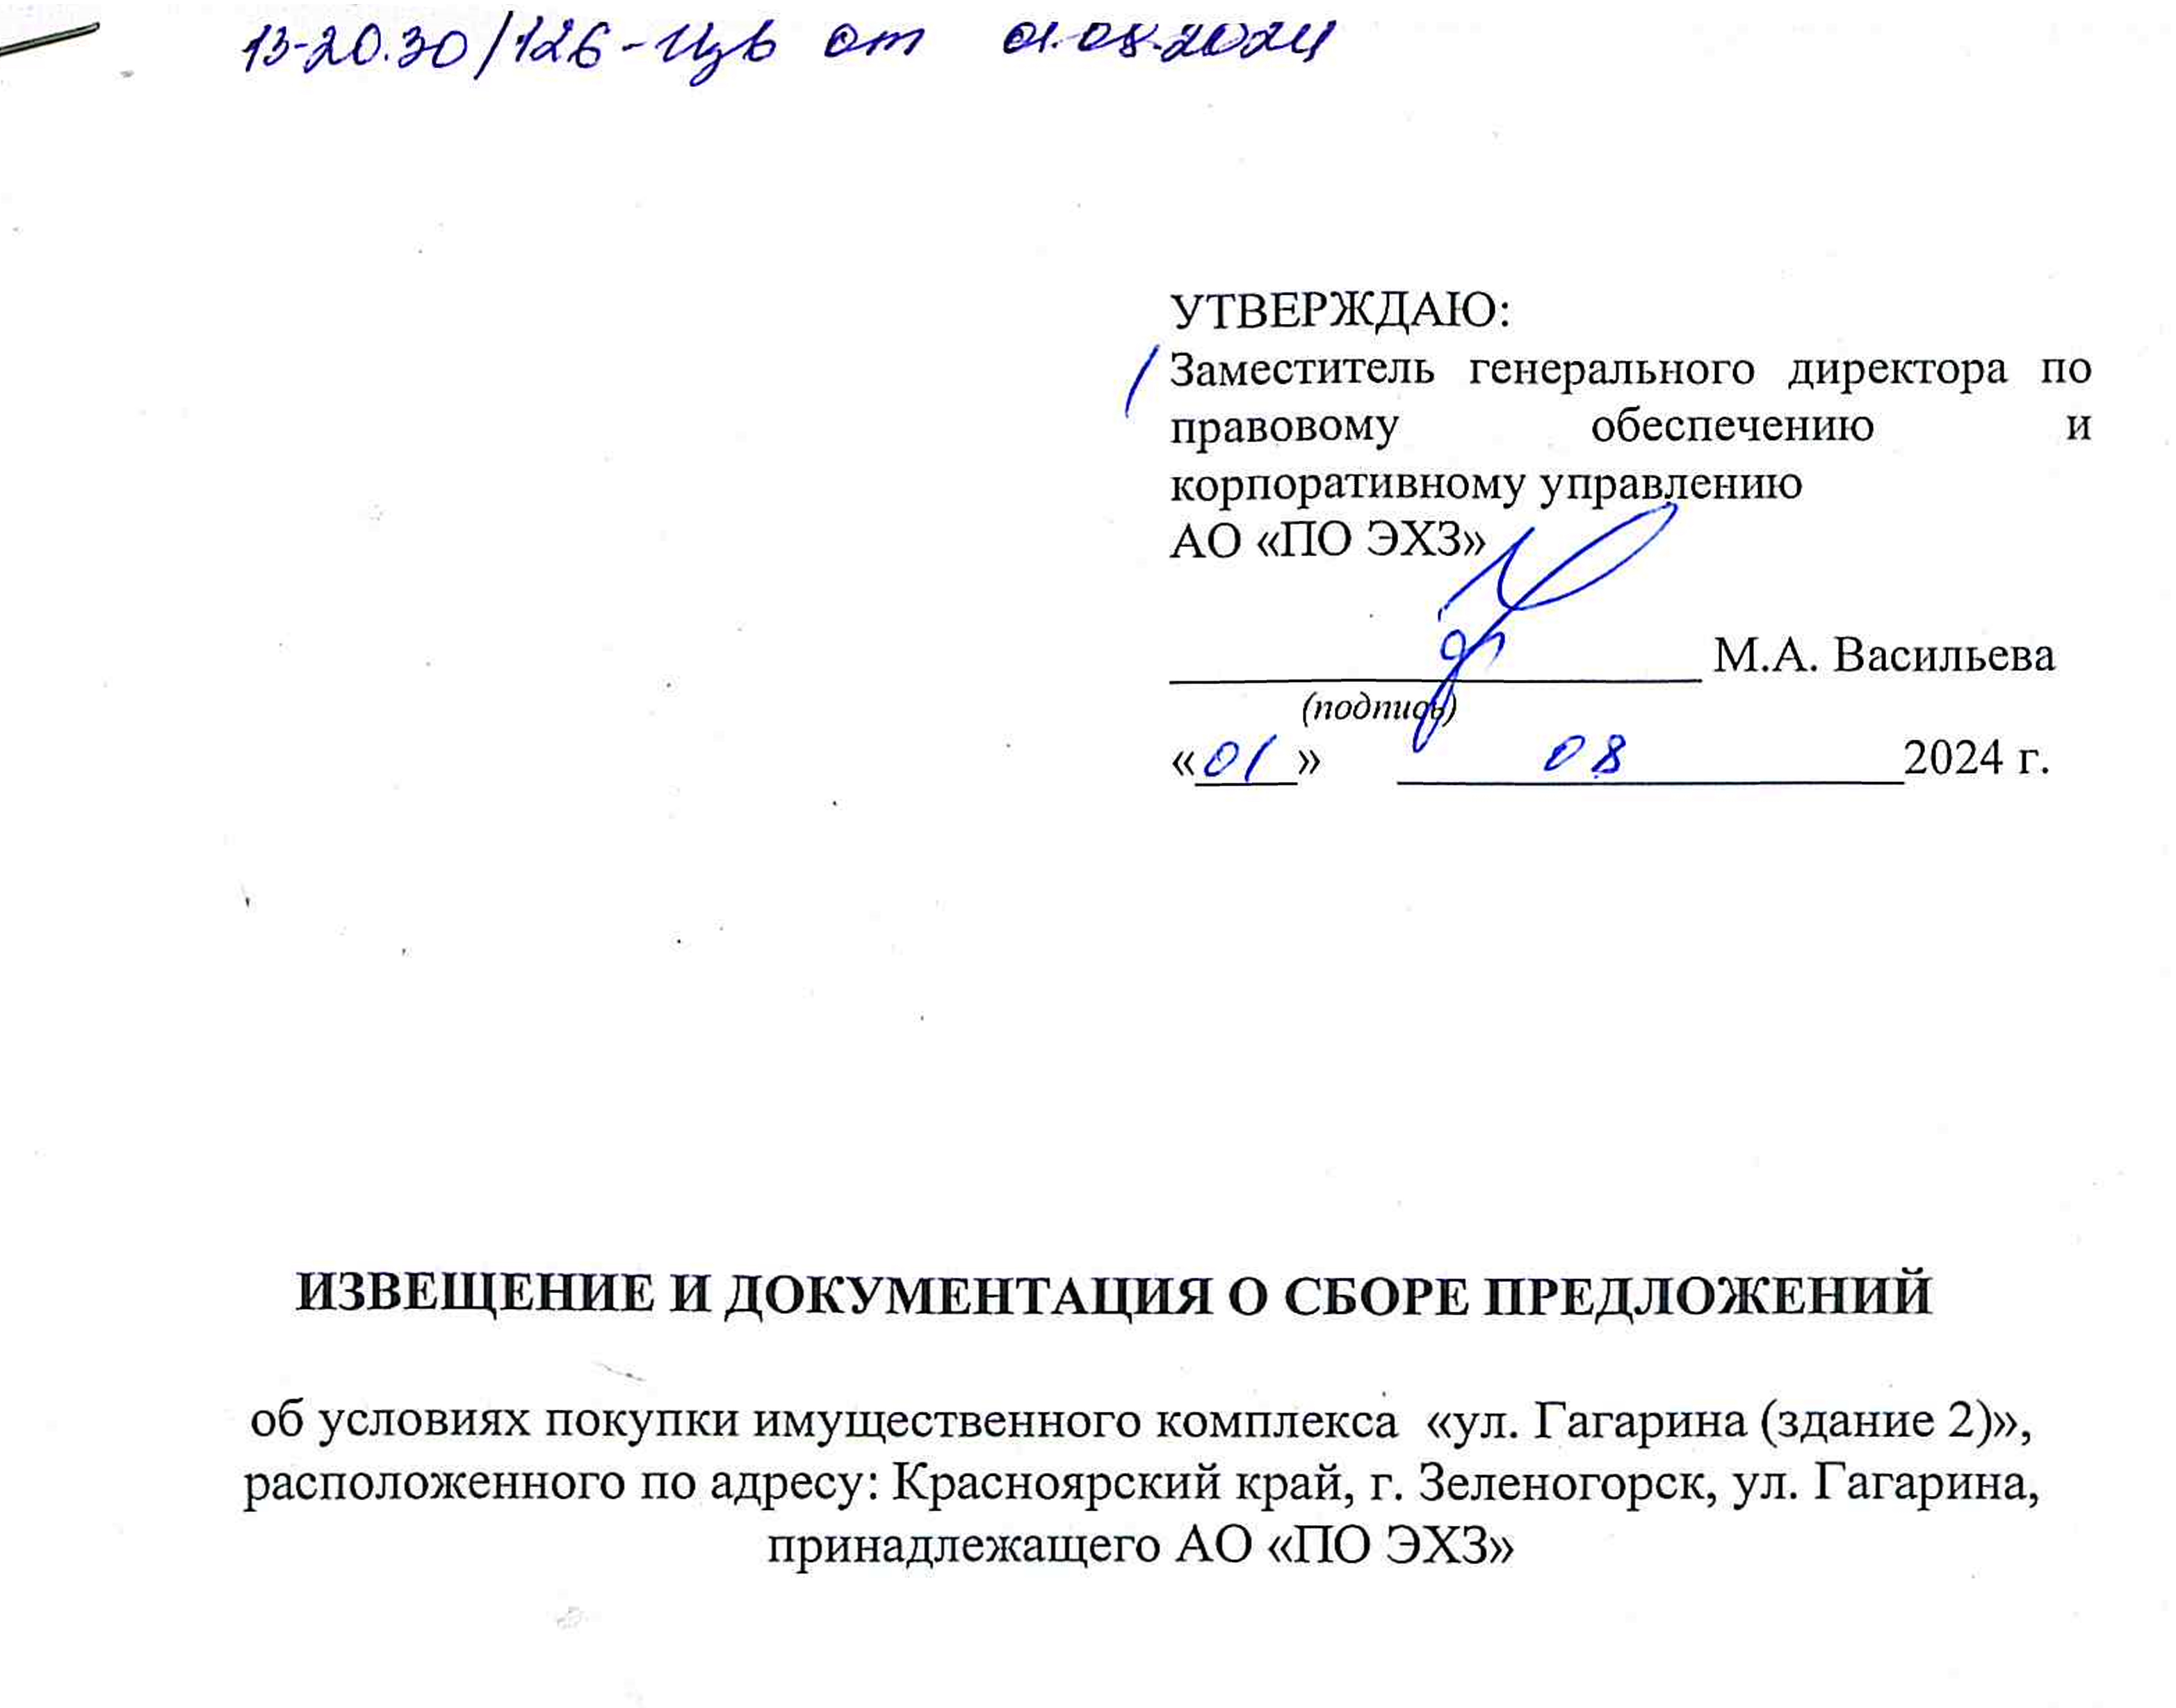 13-20.30/126-Изв от 01.08.2024
УТВЕРЖДАЮ:
Заместитель генерального директора по
правовому обеспечению и
корпоративному управлению
АО «ПО ЭХЗ»
М.А. Васильева
(подпись)
«01» 08 2024 г.
ИЗВЕЩЕНИЕ И ДОКУМЕНТАЦИЯ О СБОРЕ ПРЕДЛОЖЕНИЙ
об условиях покупки имущественного комплекса «ул. Гагарина (здание 2)»,
расположенного по адресу: Красноярский край, г. Зеленогорск, ул. Гагарина,
принадлежащего АО «ПО ЭХЗ»